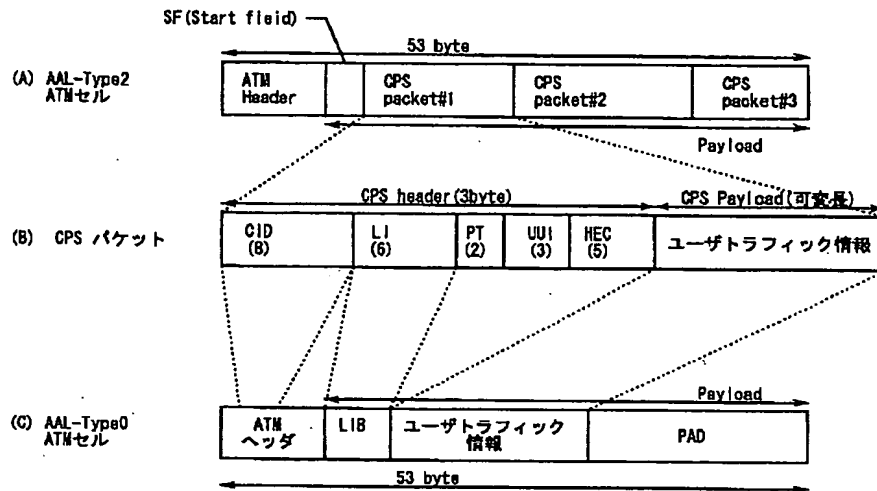 SF(Start fleid)
53 byte
(A) AAL-Type2
ATMセル
ATM
Header
CPS
packet#1
CPS
packet#2
CPS
packet#3
Payload
CPS header(3byte)
CPS Payload(可変長)
(B) CPS パケット
CID
(8)
LI
(6)
PT
(2)
UUI
(3)
HEC
(5)
ユーザトラフィック情報
Payload
(C) AAL-Type0
ATMセル
ATM
ヘッダ
LIB
ユーザトラフィック
情報
PAD
53 byte